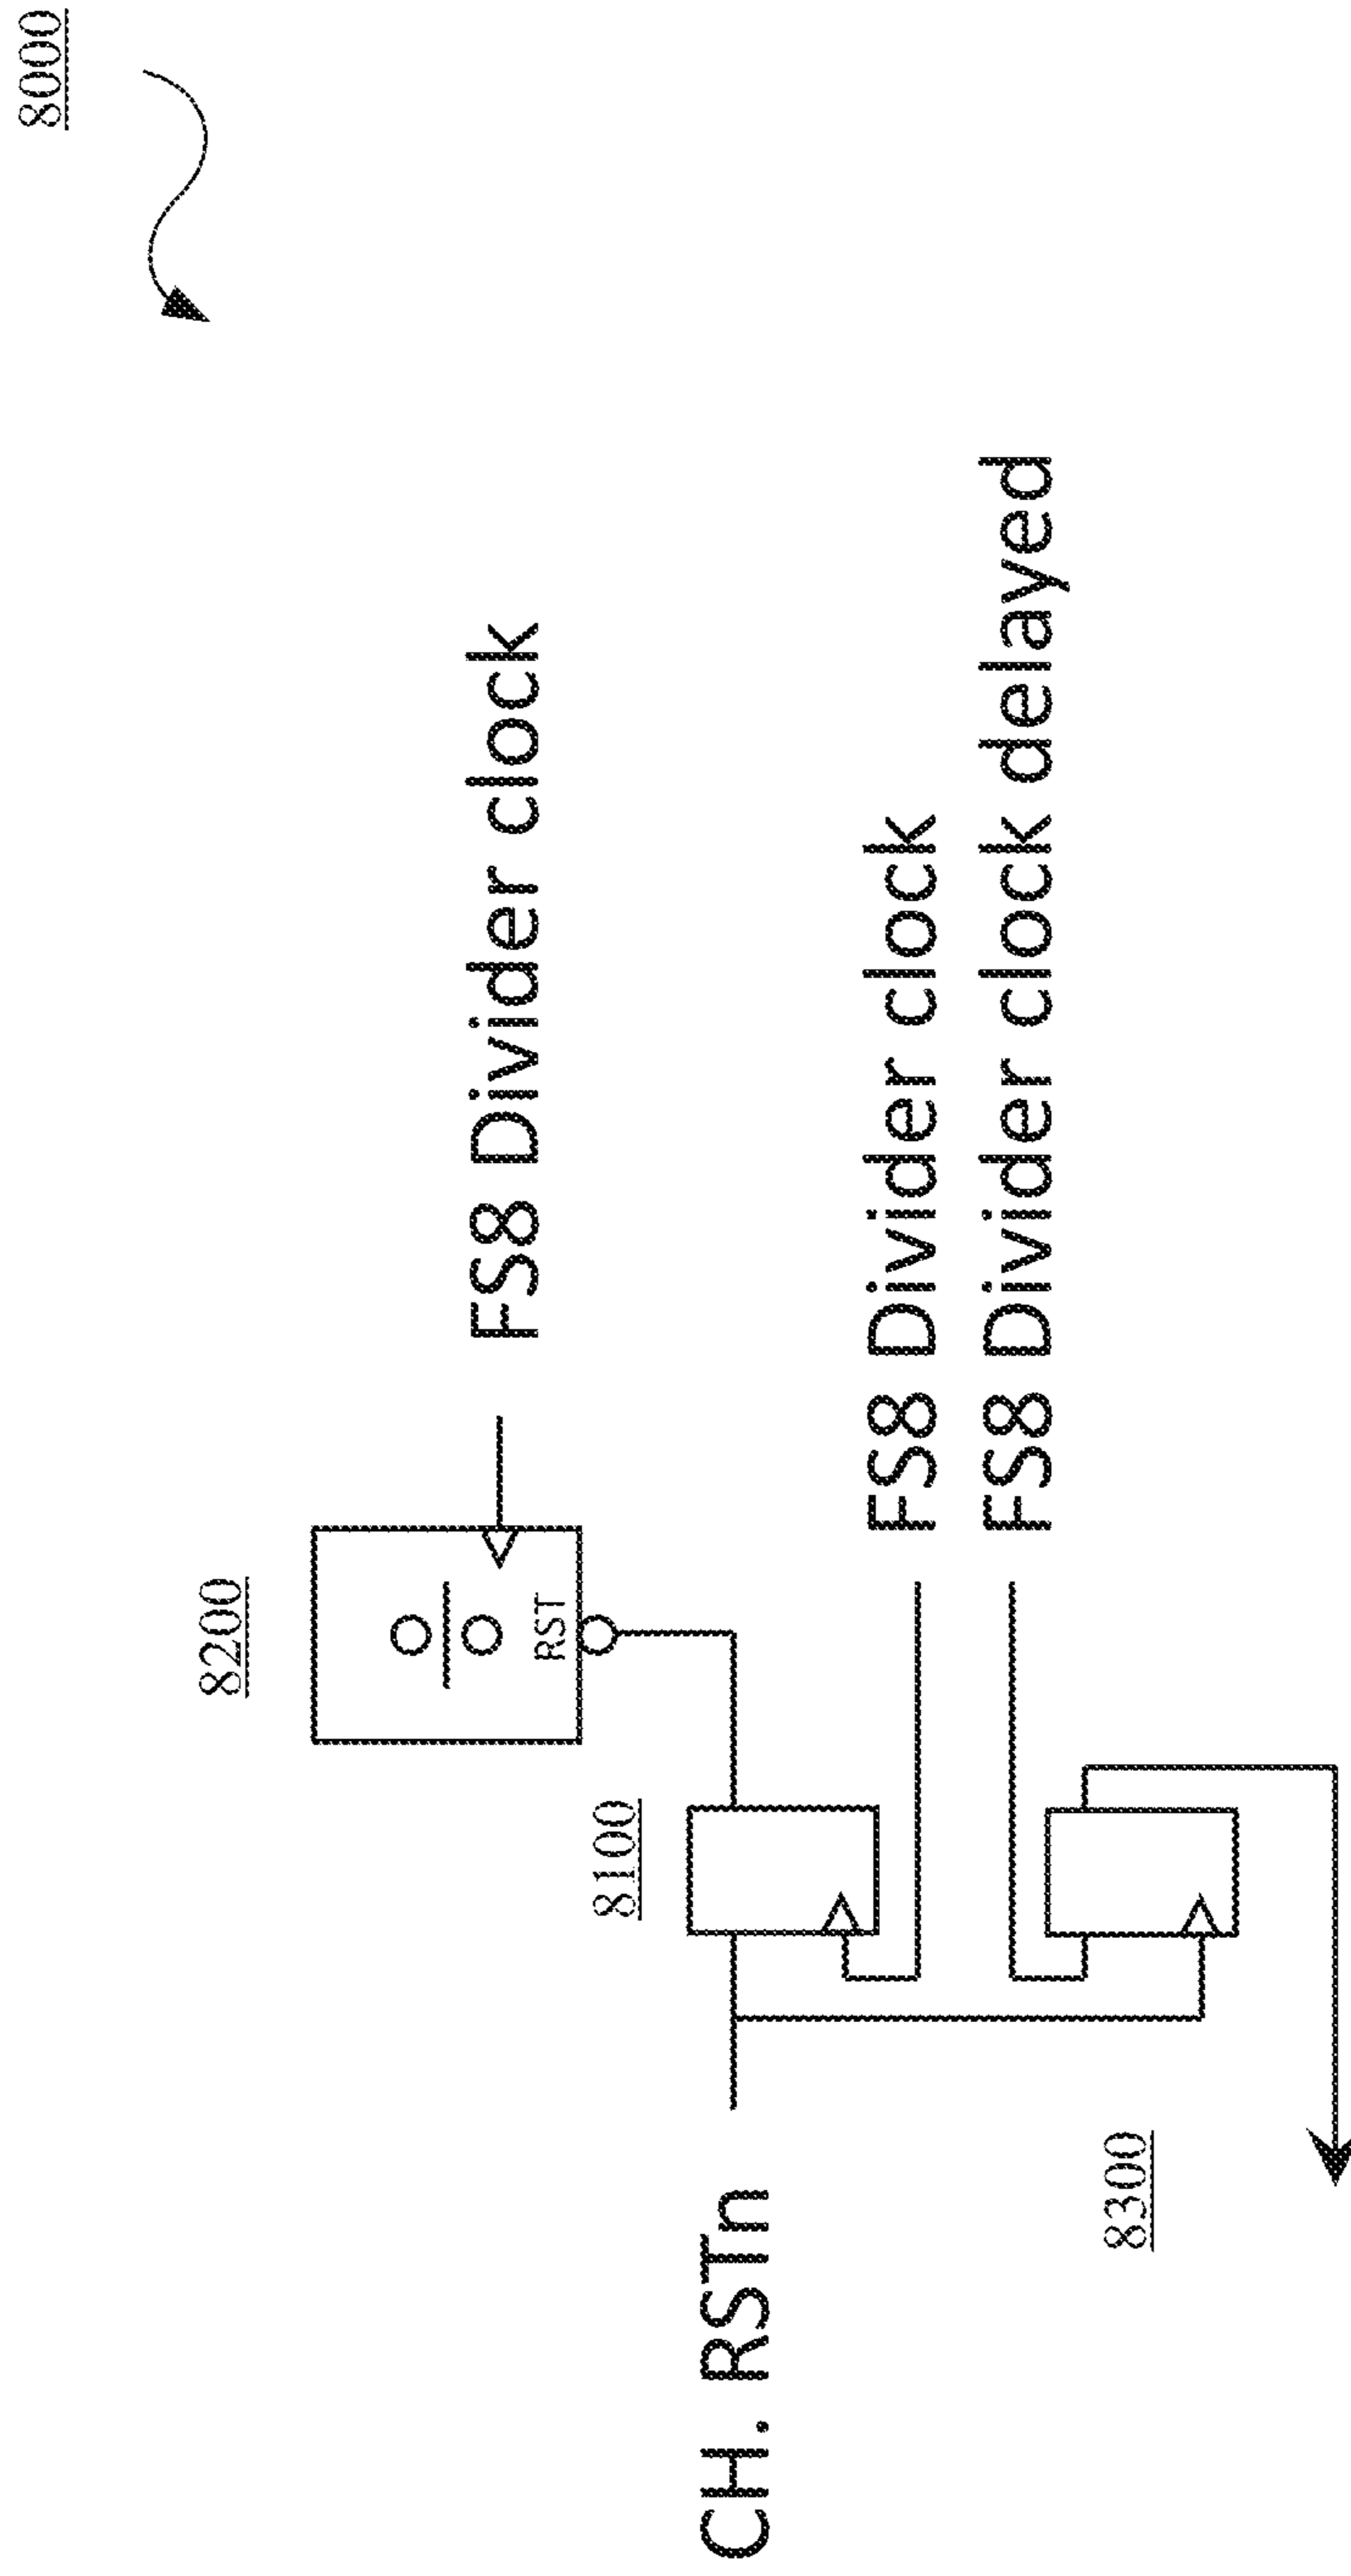 8000
8200
FS8 Divider clock
RST
8100
CH. RSTn
FS8 Divider clock
FS8 Divider clock delayed
8300